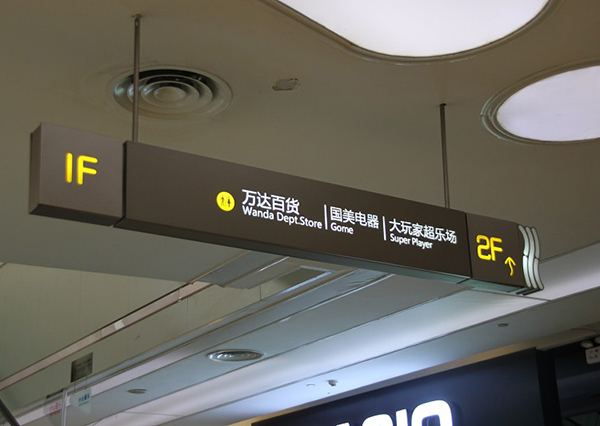 1F
万达百货
Wanda Dept.Store
国美电器
Gome
大玩家超乐场
Super Player
2F